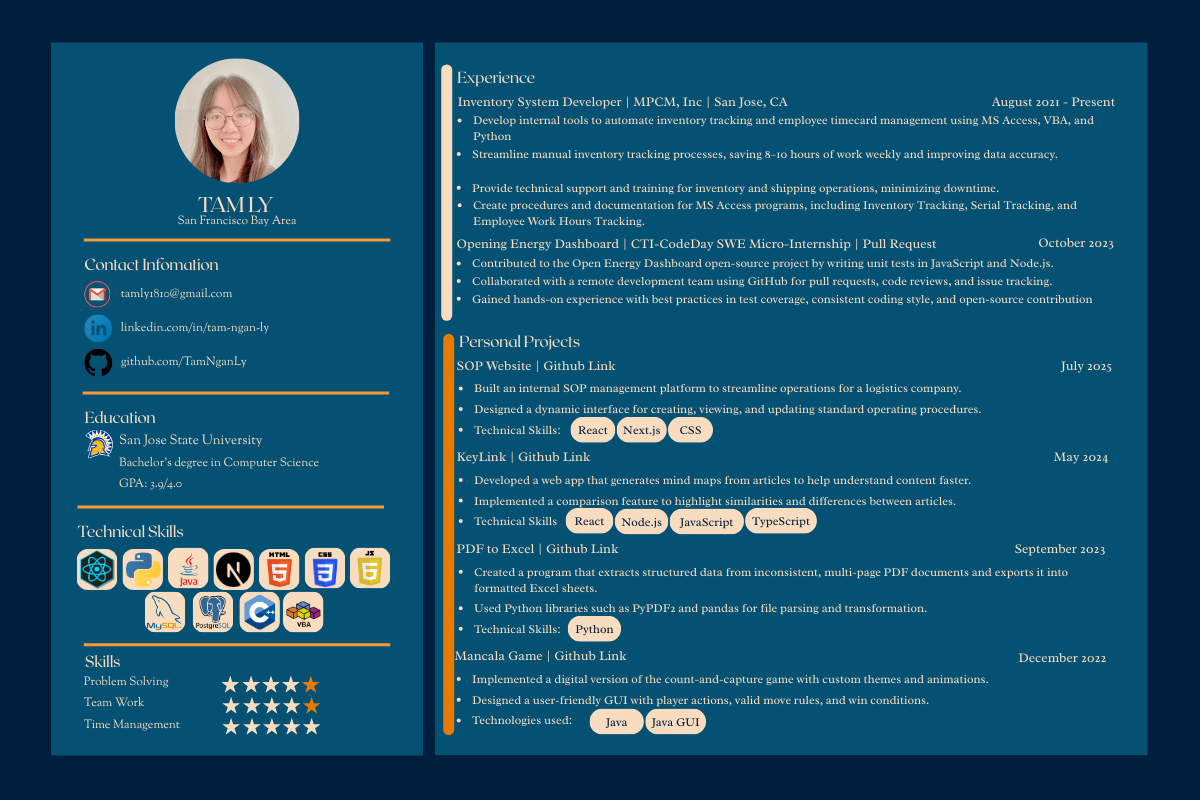 TAM LY
San Francisco Bay Area
Contact Infomation
tamly1810@gmail.com
linkedin.com/in/tam-ngan-ly
github.com/TamNganLy
Education
San Jose State University
Bachelor's degree in Computer Science
GPA: 3.9/4.0
Technical Skills
Java
N
HTML
5
CSS
3
JS
5
MySQL
PostgreSQL
C++
VBA
Skills
Problem Solving
Team Work
Time Management
Experience
Inventory System Developer | MPCM, Inc | San Jose, CA August 2021 - Present
• Develop internal tools to automate inventory tracking and employee timecard management using MS Access, VBA, and
Python
• Streamline manual inventory tracking processes, saving 8–10 hours of work weekly and improving data accuracy.
• Provide technical support and training for inventory and shipping operations, minimizing downtime.
• Create procedures and documentation for MS Access programs, including Inventory Tracking, Serial Tracking, and
Employee Work Hours Tracking.
Opening Energy Dashboard | CTI-CodeDay SWE Micro-Internship | Pull Request October 2023
• Contributed to the Open Energy Dashboard open-source project by writing unit tests in JavaScript and Node.js.
• Collaborated with a remote development team using GitHub for pull requests, code reviews, and issue tracking.
• Gained hands-on experience with best practices in test coverage, consistent coding style, and open-source contribution
Personal Projects
SOP Website | Github Link July 2025
• Built an internal SOP management platform to streamline operations for a logistics company.
• Designed a dynamic interface for creating, viewing, and updating standard operating procedures.
• Technical Skills: React Next.js CSS
KeyLink | Github Link May 2024
• Developed a web app that generates mind maps from articles to help understand content faster.
• Implemented a comparison feature to highlight similarities and differences between articles.
• Technical Skills React Node.js JavaScript TypeScript
PDF to Excel | Github Link September 2023
• Created a program that extracts structured data from inconsistent, multi-page PDF documents and exports it into
formatted Excel sheets.
• Used Python libraries such as PyPDF2 and pandas for file parsing and transformation.
• Technical Skills: Python
Mancala Game | Github Link December 2022
• Implemented a digital version of the count-and-capture game with custom themes and animations.
• Designed a user-friendly GUI with player actions, valid move rules, and win conditions.
• Technologies used: Java Java GUI